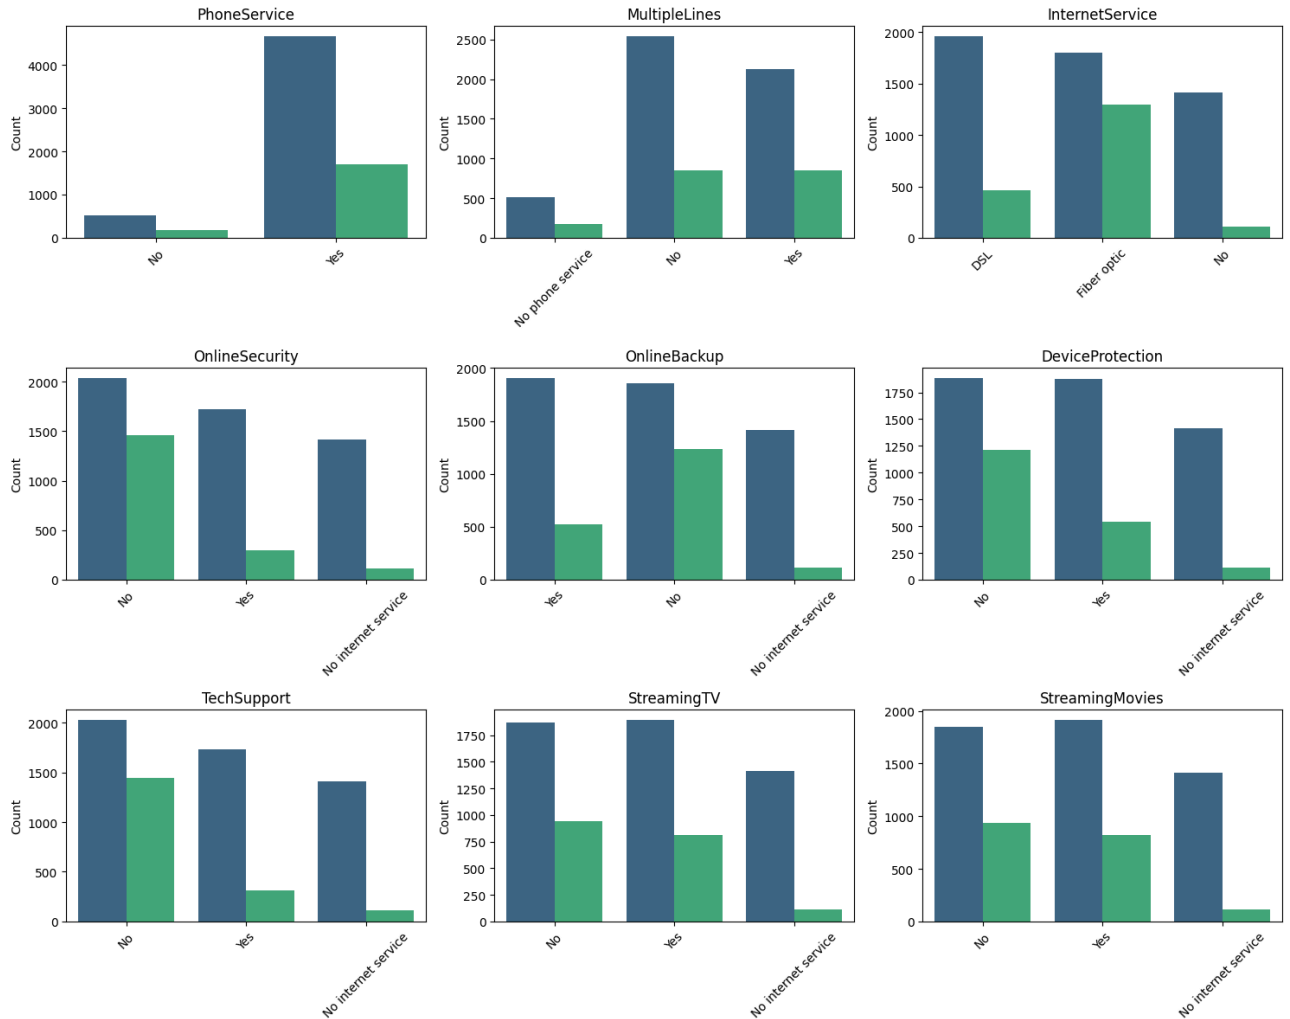 PhoneService
MultipleLines
InternetService
4000
3000
2000
1000
0
Count
No
Yes
2500
2000
1500
1000
500
0
Count
No phone service
No
Yes
2000
1500
1000
500
0
Count
DSL
Fiber optic
No
OnlineSecurity
OnlineBackup
DeviceProtection
2000
1500
1000
500
0
Count
No
Yes
No internet service
2000
1500
1000
500
0
Count
Yes
No
No internet service
1750
1500
1250
1000
750
500
250
0
Count
No
Yes
No internet service
TechSupport
StreamingTV
StreamingMovies
2000
1500
1000
500
0
Count
No
Yes
No internet service
1750
1500
1250
1000
750
500
250
0
Count
No
Yes
No internet service
2000
1500
1000
500
0
Count
No
Yes
No internet service